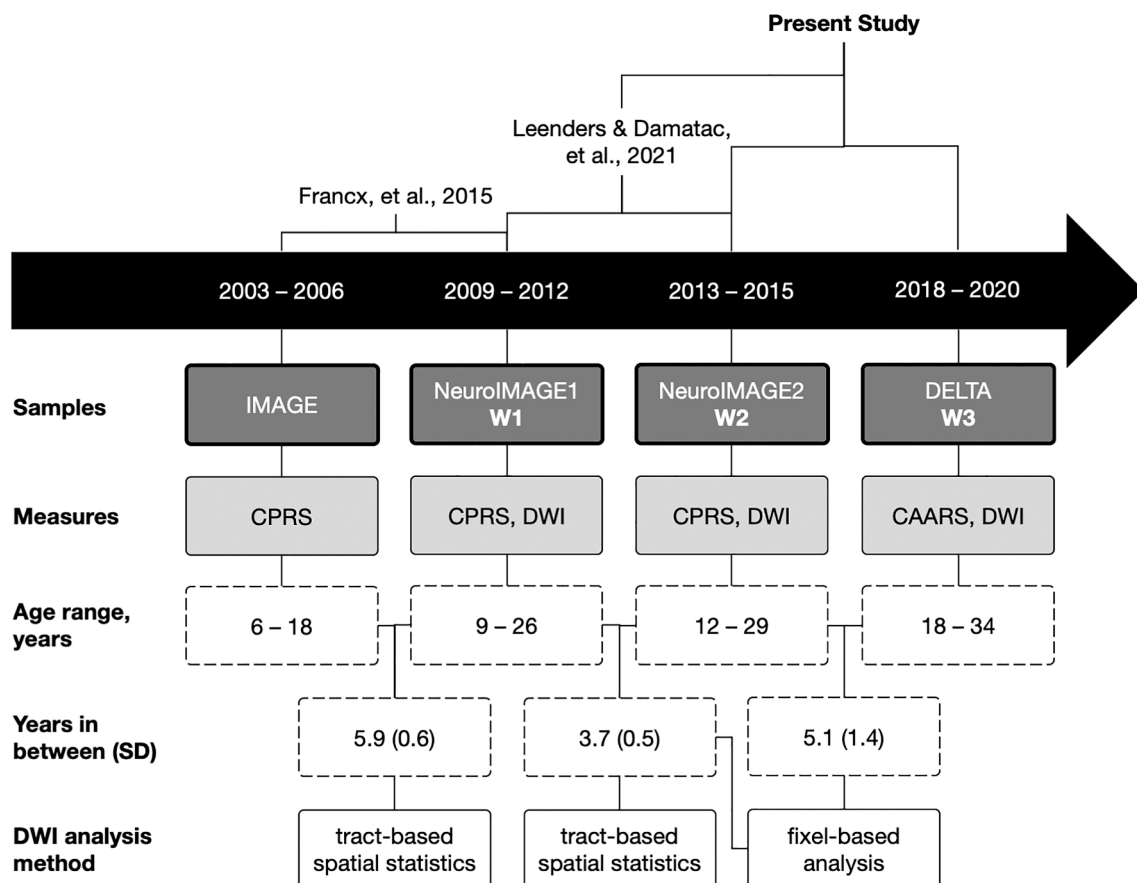 Present Study
Leenders & Damatac,
et al., 2021
Francx, et al., 2015
2003 – 2006
2009 – 2012
2013 – 2015
2018 – 2020
Samples
IMAGE
NeuroIMAGE1
W1
NeuroIMAGE2
W2
DELTA
W3
Measures
CPRS
CPRS, DWI
CPRS, DWI
CAARS, DWI
Age range,
years
6 – 18
9 – 26
12 – 29
18 – 34
Years in
between (SD)
5.9 (0.6)
3.7 (0.5)
5.1 (1.4)
DWI analysis
method
tract-based
spatial statistics
tract-based
spatial statistics
fixel-based
analysis